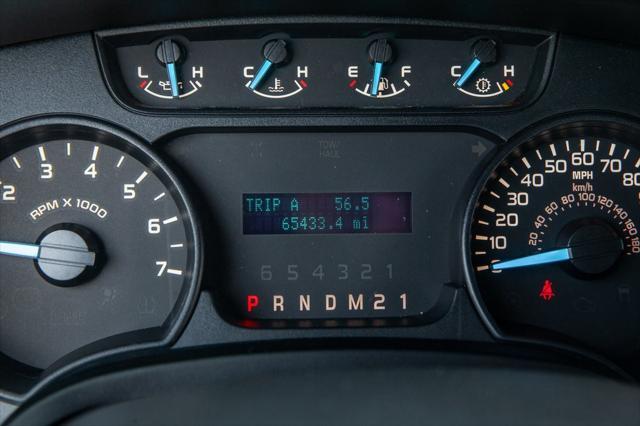 L H C H E F C H
TOW/
HAUL
TRIP A 56.5
65433.4 mi
6 5 4 3 2 1
P R N D M 2 1
2 3 4 5 6 7
RPM X 1000
10 20 30 40 50 60 70 80
MPH
km/h
20 40 60 80 100 120 140 160 180